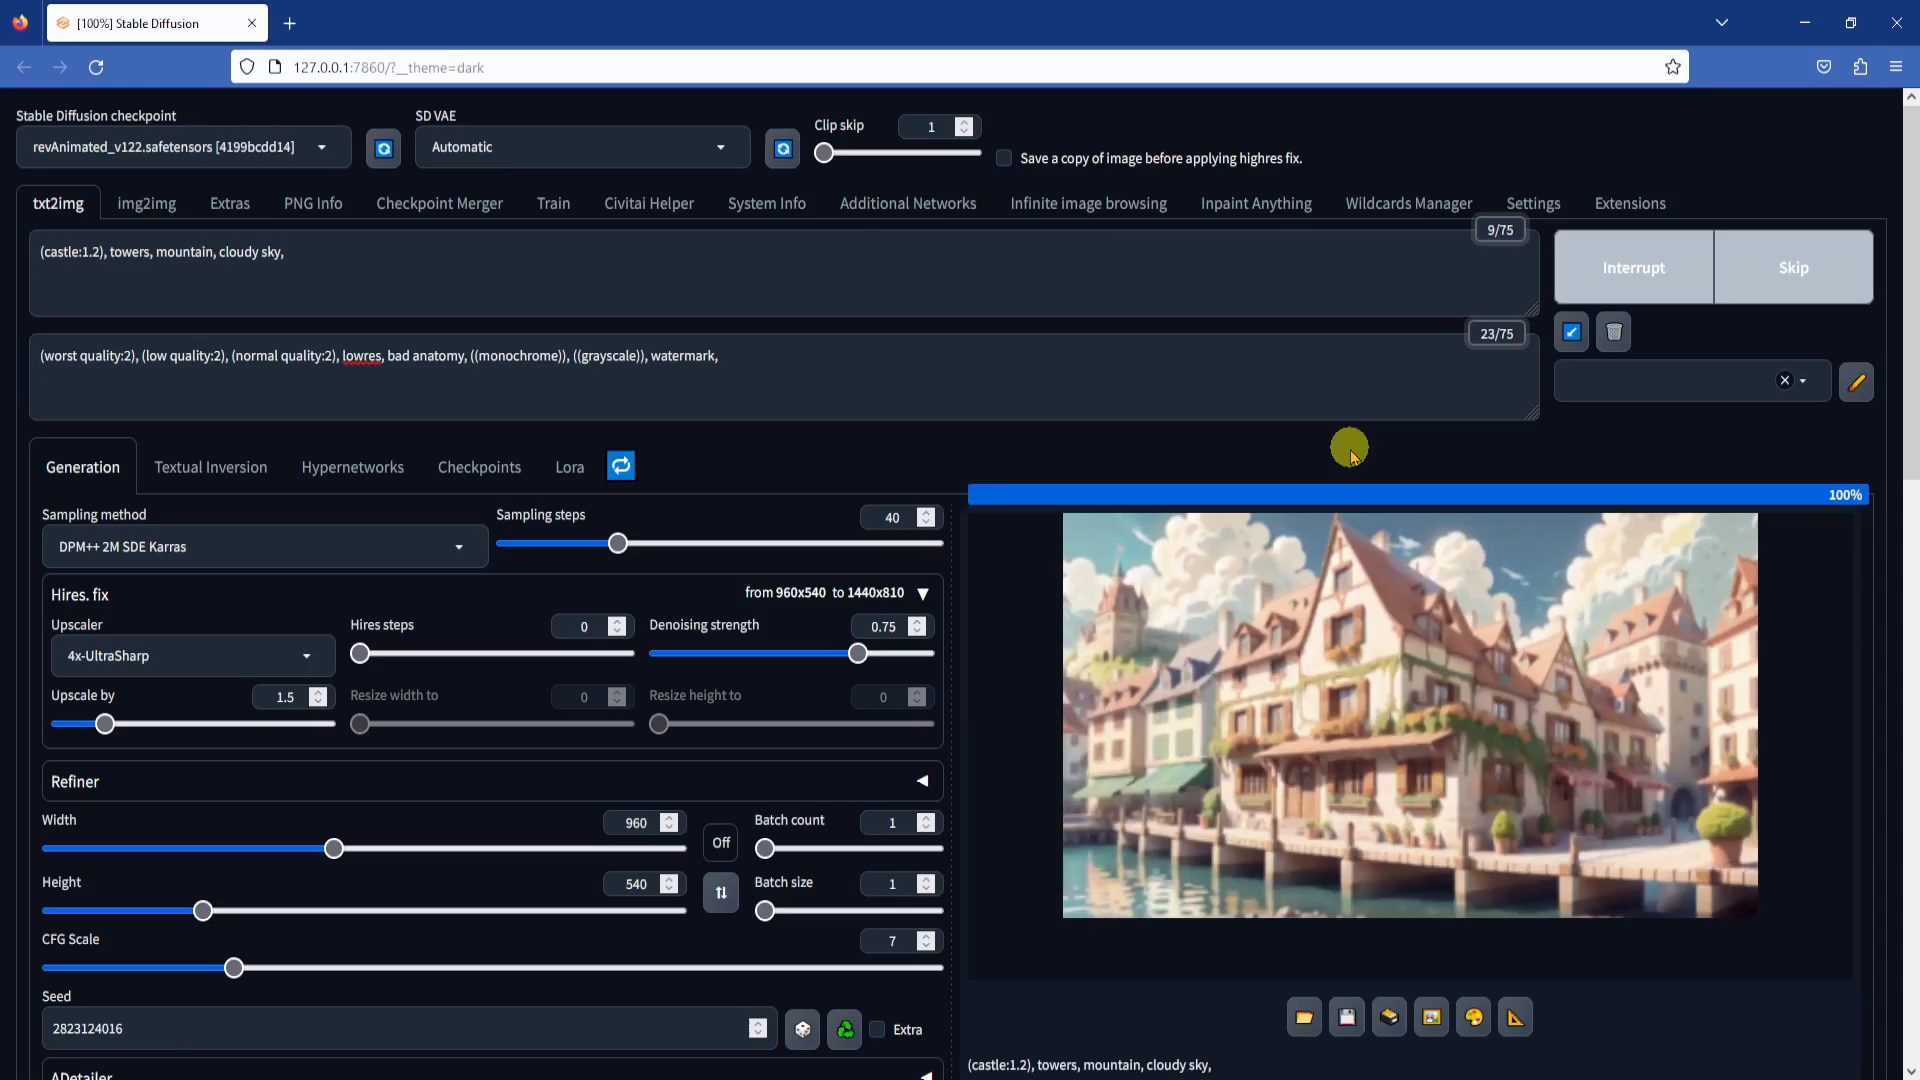 [100%] Stable Diffusion
127.0.0.1:7860/?__theme=dark
Stable Diffusion checkpoint
revAnimated_v122.safetensors [4199bcdd14]
SD VAE
Automatic
Clip skip
1
Save a copy of image before applying highres fix.
txt2img img2img Extras PNG Info Checkpoint Merger Train Civitai Helper System Info Additional Networks Infinite image browsing Inpaint Anything Wildcards Manager Settings Extensions
9/75
(castle:1.2), towers, mountain, cloudy sky,
Interrupt
Skip
23/75
(worst quality:2), (low quality:2), (normal quality:2), lowres, bad anatomy, ((monochrome)), ((grayscale)), watermark,
Generation Textual Inversion Hypernetworks Checkpoints Lora
100%
Sampling method
DPM++ 2M SDE Karras
Sampling steps
40
Hires. fix
from 960x540 to 1440x810
Upscaler
4x-UltraSharp
Hires steps
0
Denoising strength
0.75
Upscale by
1.5
Resize width to
0
Resize height to
0
Refiner
Width
960
Off
Batch count
1
Height
540
Batch size
1
CFG Scale
7
Seed
2823124016
Extra
ADetailer
(castle:1.2), towers, mountain, cloudy sky,